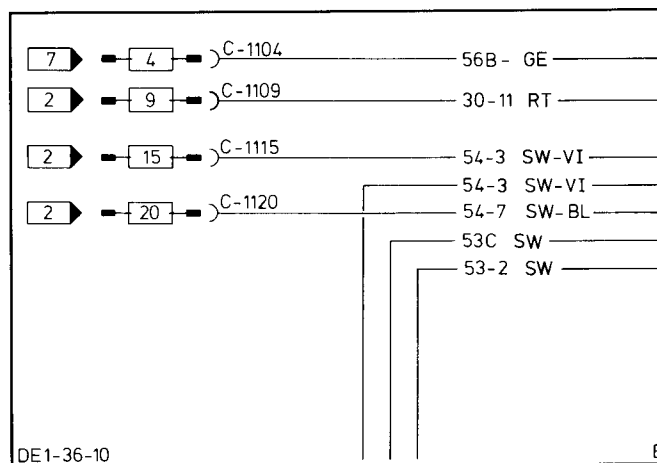 7 4 C-1104 56B- GE
2 9 C-1109 30-11 RT
2 15 C-1115 54-3 SW-VI
54-3 SW-VI
2 20 C-1120 54-7 SW-BL
53C SW
53-2 SW
DE1-36-10